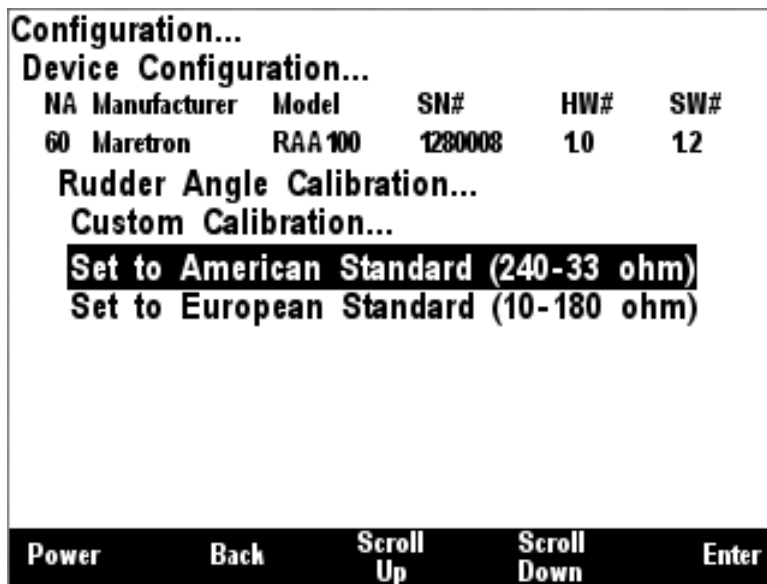 Configuration...
Device Configuration...
NA Manufacturer Model SN# HW# SW#
60 Maretron RAA100 1280008 1.0 1.2
Rudder Angle Calibration...
Custom Calibration...
Set to American Standard (240-33 ohm)
Set to European Standard (10-180 ohm)
Power Back Scroll Up Scroll Down Enter